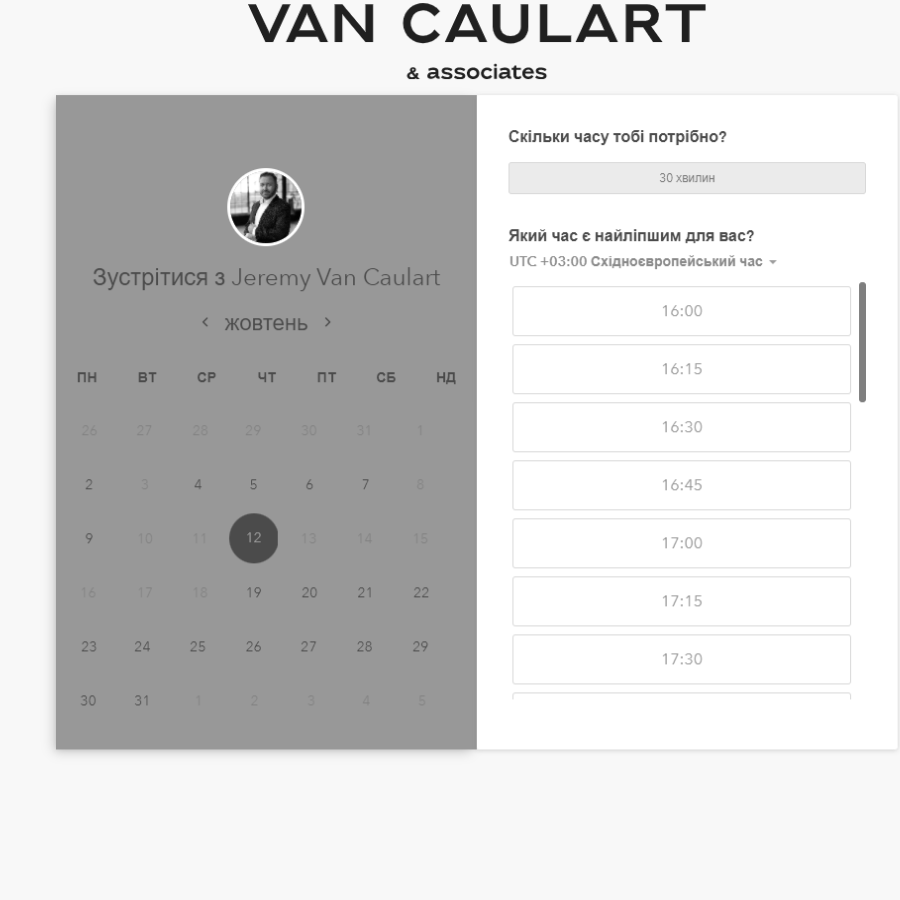 VAN CAULART
& associates
Зустрітися з Jeremy Van Caulart
жовтень
ПН ВТ СР ЧТ ПТ СБ НД
26 27 28 29 30 31 1
2 3 4 5 6 7 8
9 10 11 12 13 14 15
16 17 18 19 20 21 22
23 24 25 26 27 28 29
30 31 1 2 3 4 5
Скільки часу тобі потрібно?
30 хвилин
Який час є найліпшим для вас?
UTC +03:00 Східноєвропейський час
16:00
16:15
16:30
16:45
17:00
17:15
17:30